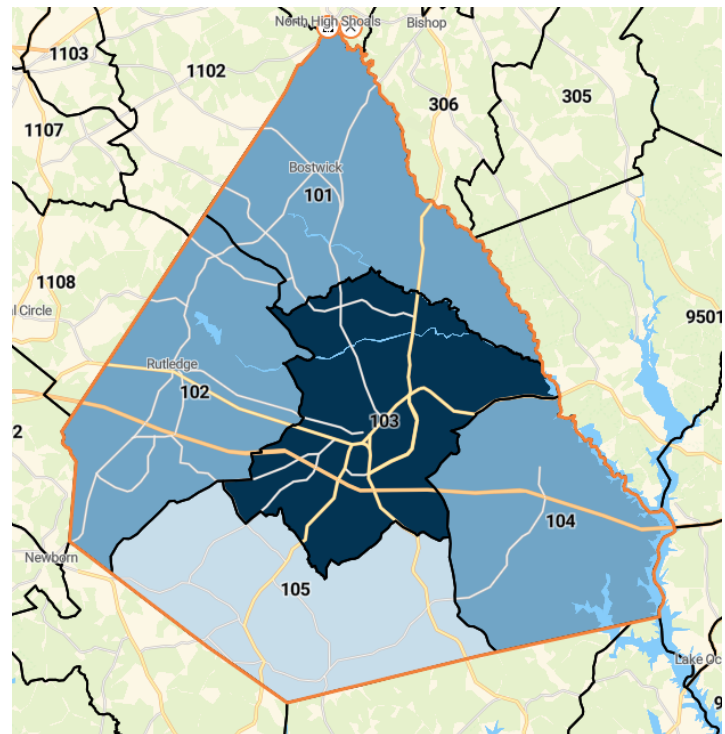 North High Shoals
Bishop
1103
1102
306
305
1107
Bostwick
101
1108
al Circle
9501
Rutledge
102
103
2
104
Newborn
105
Lake Oc
9